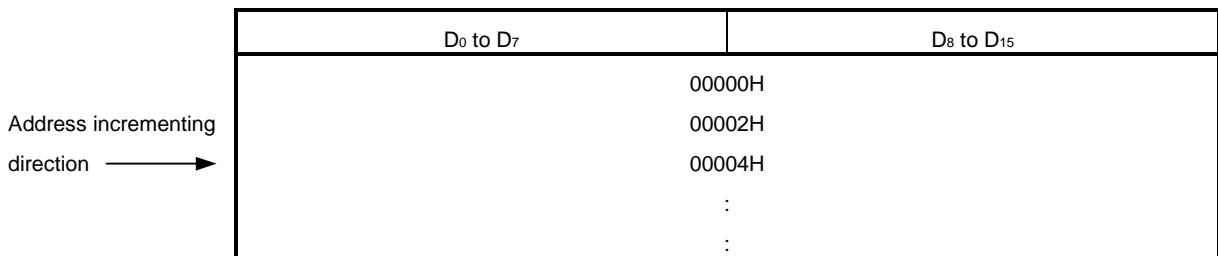 D₀ to D₇ D₈ to D₁₅
00000H
Address incrementing 00002H
direction 00004H
:
: